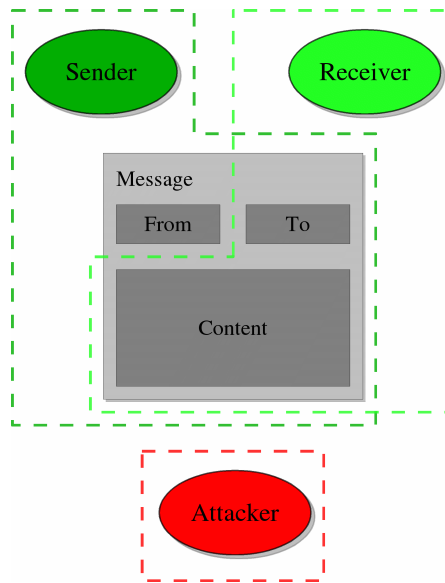 Sender
Receiver
Message
From
To
Content
Attacker